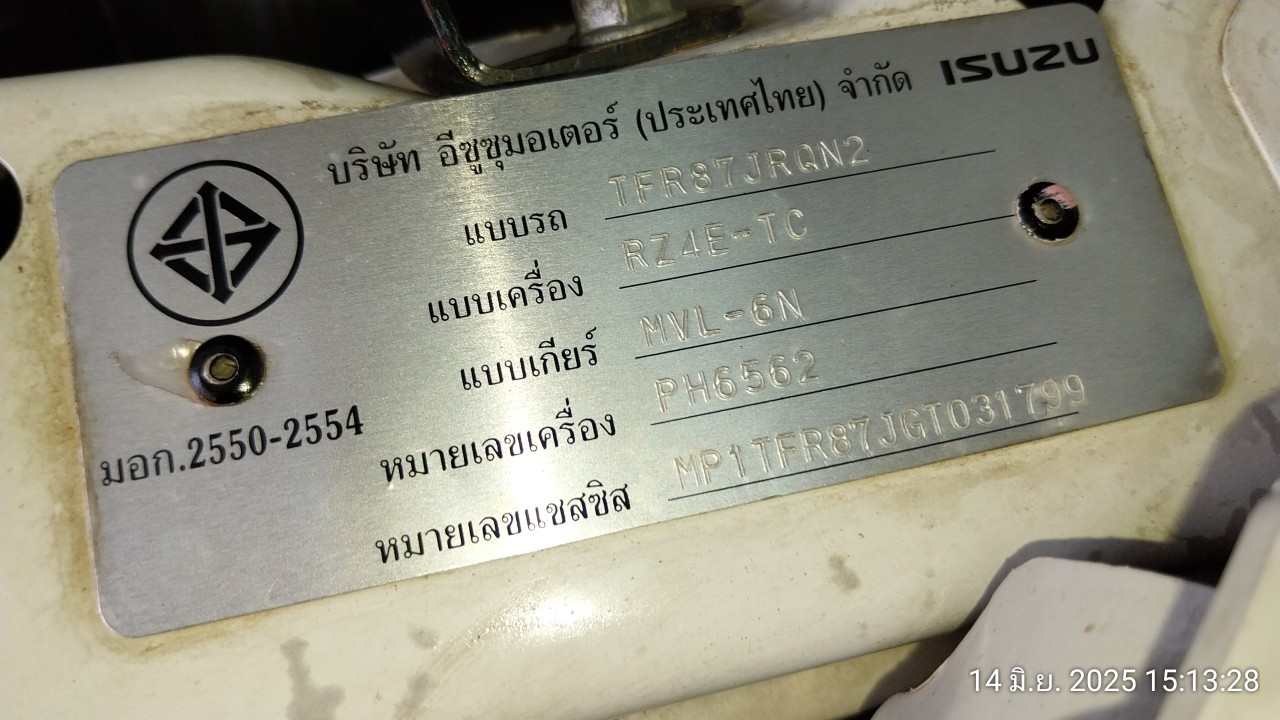 บริษัท อีซูซุมอเตอร์ (ประเทศไทย) จำกัด ISUZU
แบบรถ TFR87JRQN2
แบบเครื่อง RZ4E-TC
แบบเกียร์ MVL-6N
หมายเลขเครื่อง PH6562
หมายเลขแชสซิส MP1TFR87JGT031799
มอก.2550-2554
14 มิ.ย. 2025 15:13:28